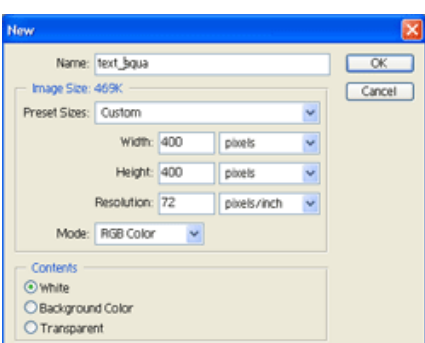 New
Name: text_aqua
OK
Image Size: 469K
Cancel
Preset Sizes: Custom
Width: 400 pixels
Height: 400 pixels
Resolution: 72 pixels/inch
Mode: RGB Color
Contents
White
Background Color
Transparent